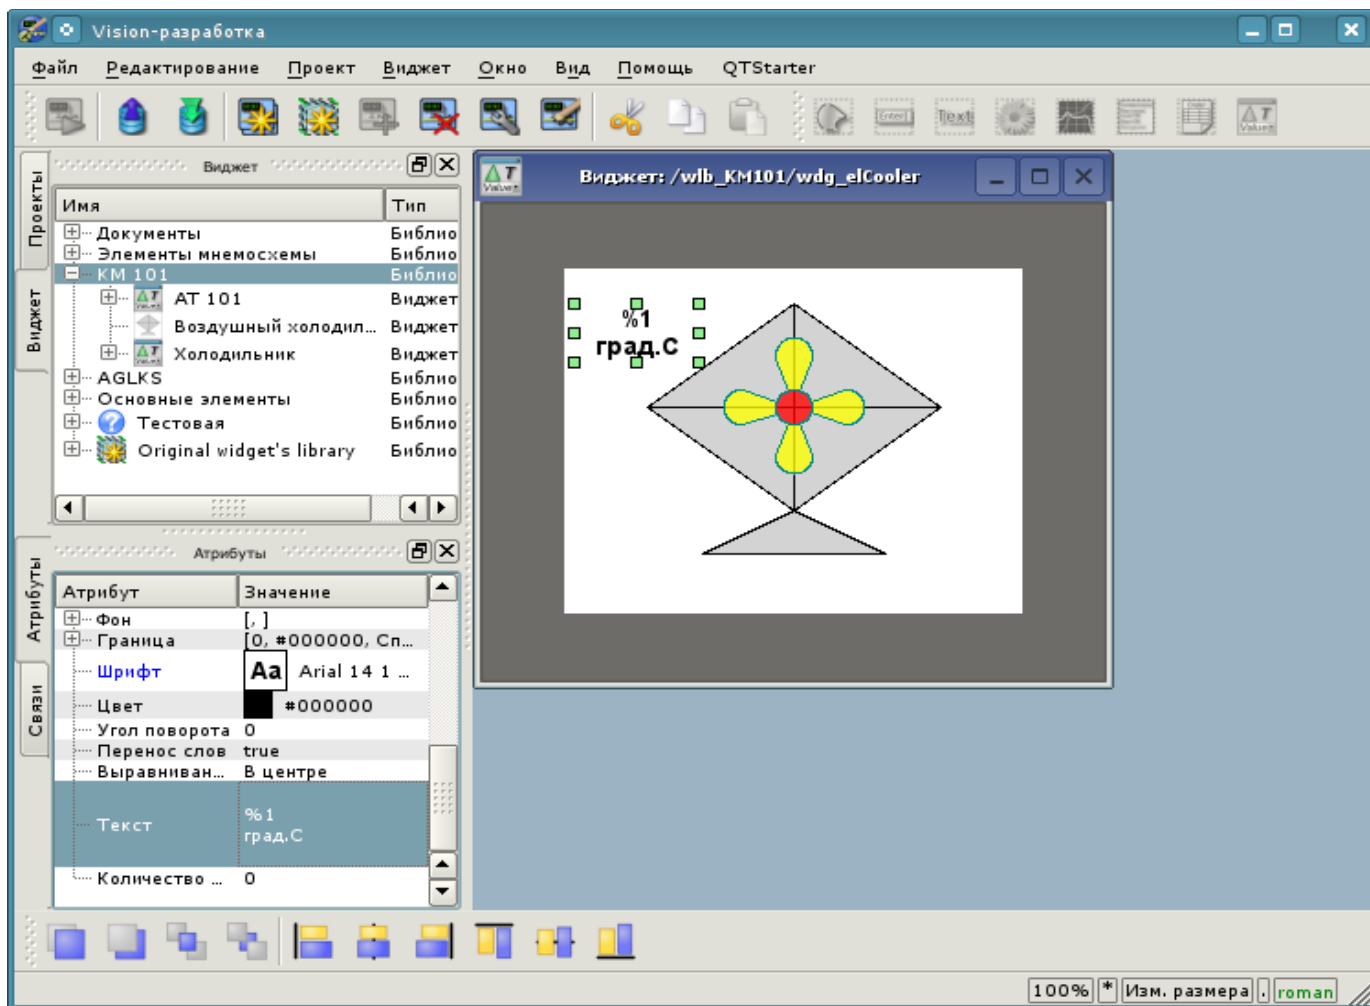 Vision-разработка
Файл Редактирование Проект Виджет Окно Вид Помощь QTStarter
Проекты
Виджет
Виджет
Имя Тип
Документы Библио
Элементы мнемосхемы Библио
КМ 101 Библио
АТ 101 Виджет
Воздушный холодил... Виджет
Холодильник Виджет
AGLKS Библио
Основные элементы Библио
Тестовая Библио
Original widget's library Библио
Атрибуты
Связи
Атрибуты
Атрибут Значение
Фон [, ]
Граница [0, #000000, Сп...
Шрифт Aa Arial 14 1 ...
Цвет #000000
Угол поворота 0
Перенос слов true
Выравниван... В центре
Текст %1
град.С
Количество ... 0
Виджет: /wlb_KM101/wdg_elCooler
%1
град.С
100% * Изм. размера . roman